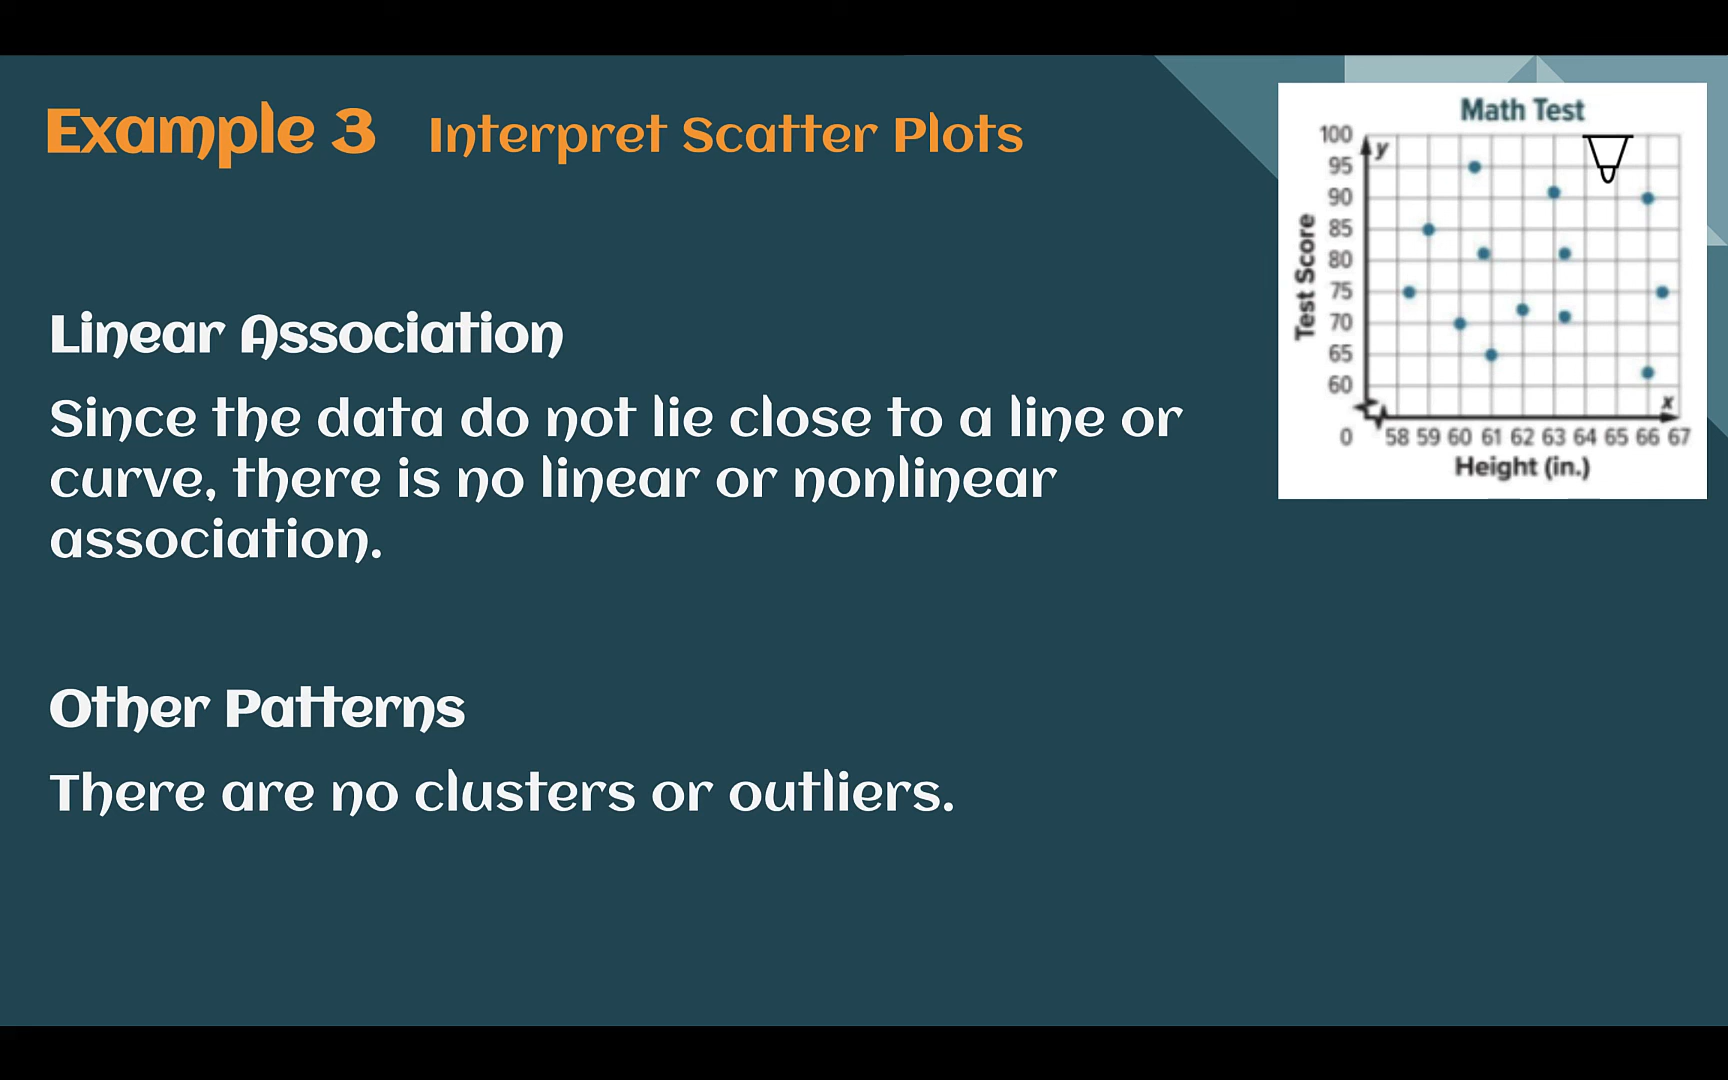 Example 3 Interpret Scatter Plots
Linear Association
Since the data do not lie close to a line or
curve, there is no linear or nonlinear
association.
Other Patterns
There are no clusters or outliers.
Math Test
y
100
95
90
85
80
75
70
65
60
Test Score
x
0 58 59 60 61 62 63 64 65 66 67
Height (in.)